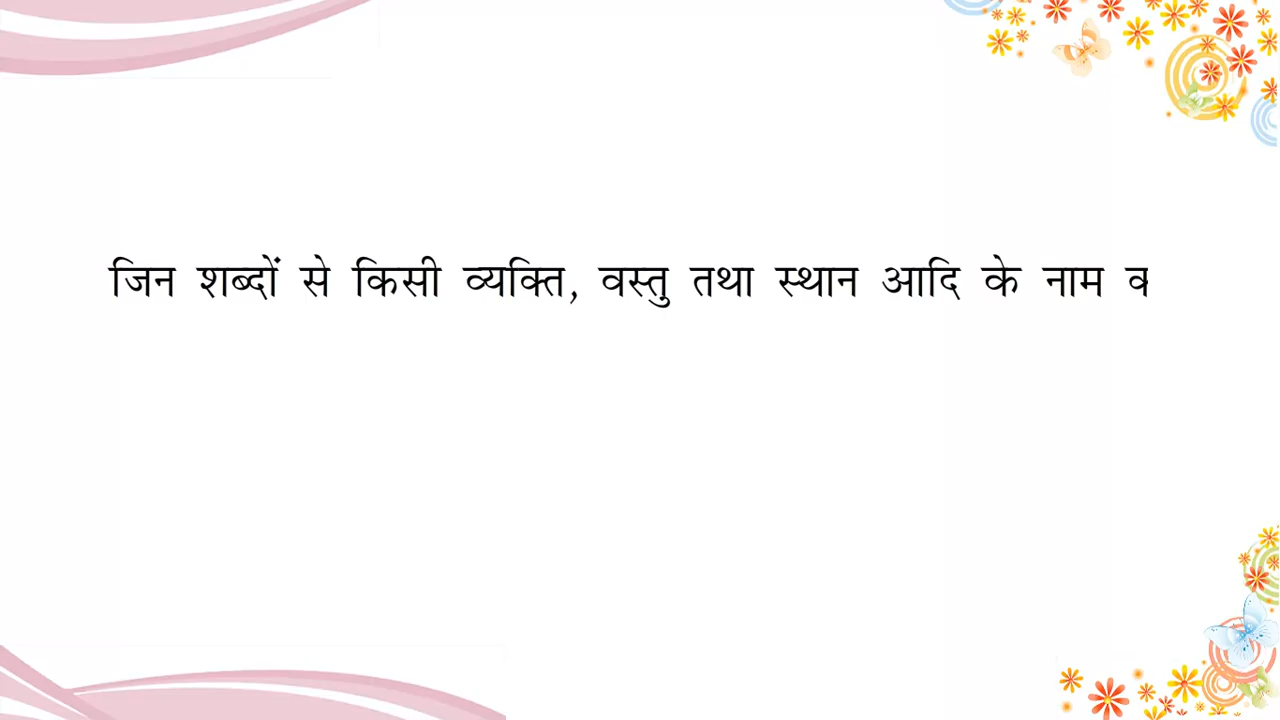 जिन शब्दों से किसी व्यक्ति, वस्तु तथा स्थान आदि के नाम